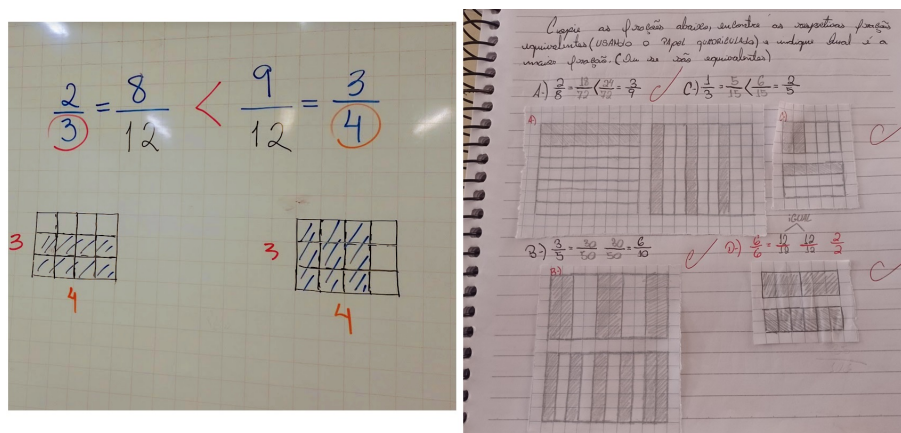 2/3 = 8/12 < 9/12 = 3/4
3
4
3
4
Copie as frações abaixo, encontre as respectivas frações
equivalentes (USANDO O PAPEL QUADRICULADO) e indique qual é a
maior fração. (Ou se são equivalentes)
A-) 2/8 = 18/72 < 24/72 = 3/9 C-) 1/3 = 5/15 < 6/15 = 2/5
A)
C)
IGUAL
B-) 3/5 = 30/50 30/50 = 6/10 D-) 6/6 = 12/12 12/12 2/2
B-)